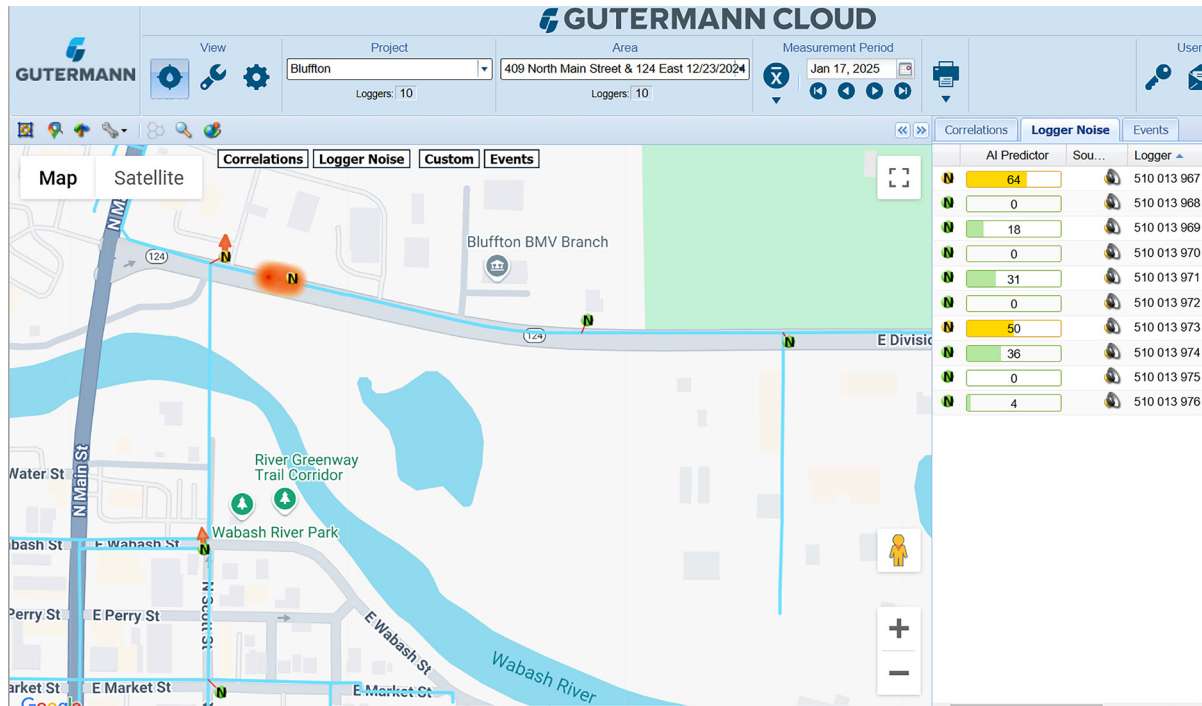 GUTERMANN CLOUD
GUTERMANN
View
Project
Area
Measurement Period
User
Bluffton
409 North Main Street & 124 East 12/23/2024
Jan 17, 2025
Loggers: 10
Loggers: 10
Correlations
Logger Noise
Events
Map
Satellite
Correlations
Logger Noise
Custom
Events
AI Predictor
Sou...
Logger
N 64 510 013 967
N 0 510 013 968
N 18 510 013 969
N 0 510 013 970
N 31 510 013 971
N 0 510 013 972
N 50 510 013 973
N 36 510 013 974
N 0 510 013 975
N 4 510 013 976
N Ma
124
N
N
Bluffton BMV Branch
N
124
N
E Divisio
N Main St
Water St
River Greenway
Trail Corridor
Wabash River Park
bash St
E Wabash St
N
N Scott St
Perry St
E Perry St
E Wabash St
Wabash River
arket St
E Market St
N
E Market St
Google